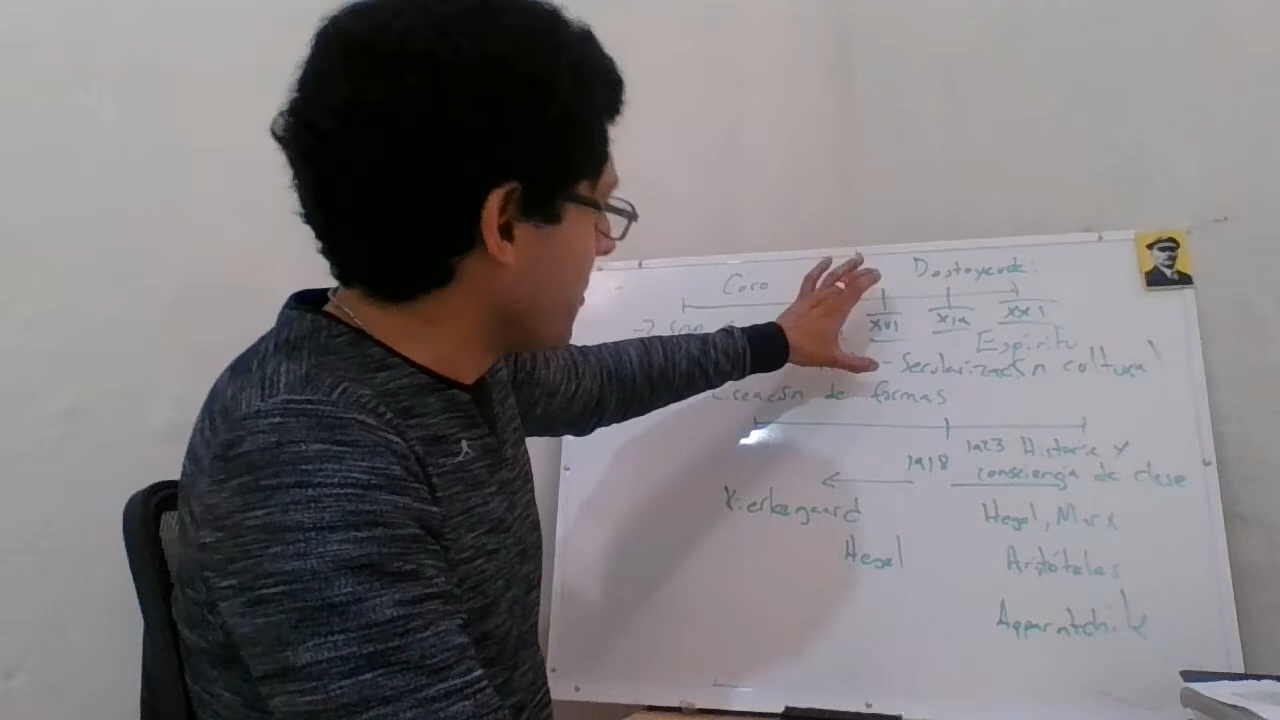 Coro Dostoyevski:
XVI XIX XXI
Espíritu
- Secularización cultural
Creación de formas
1918 1923 Historia y
consciencia de clase
Kierkegaard Hegel, Marx
Hegel Aristóteles
Apparatchik